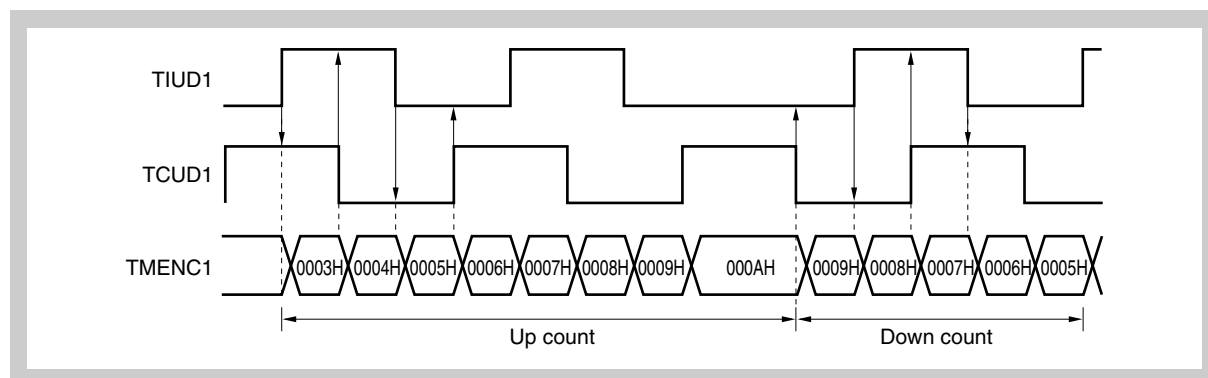 TIUD1
TCUD1
TMENC1
0003H 0004H 0005H 0006H 0007H 0008H 0009H 000AH 0009H 0008H 0007H 0006H 0005H
Up count Down count